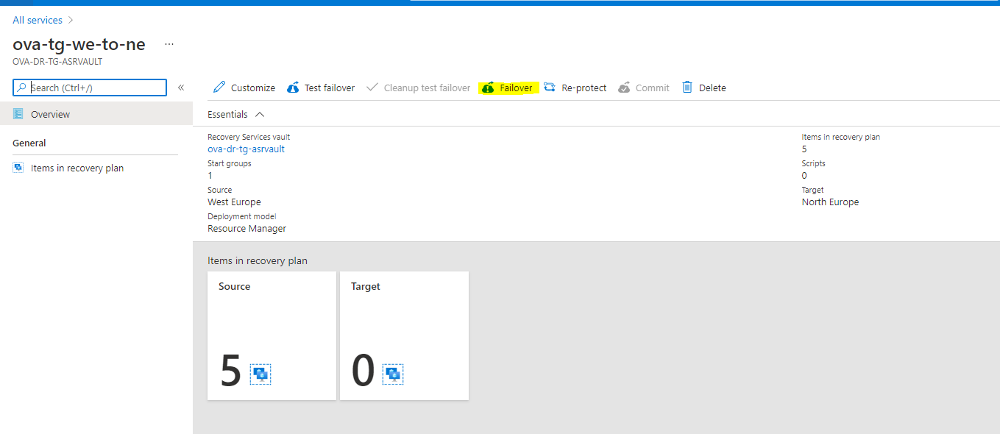 All services
ova-tg-we-to-ne ...
OVA-DR-TG-ASRVAULT
Search (Ctrl+/)
«
Customize Test failover Cleanup test failover Failover Re-protect Commit Delete
Overview
Essentials
General
Items in recovery plan
Recovery Services vault
ova-dr-tg-asrvault
Start groups
1
Source
West Europe
Deployment model
Resource Manager
Items in recovery plan
5
Scripts
0
Target
North Europe
Items in recovery plan
Source
5
Target
0